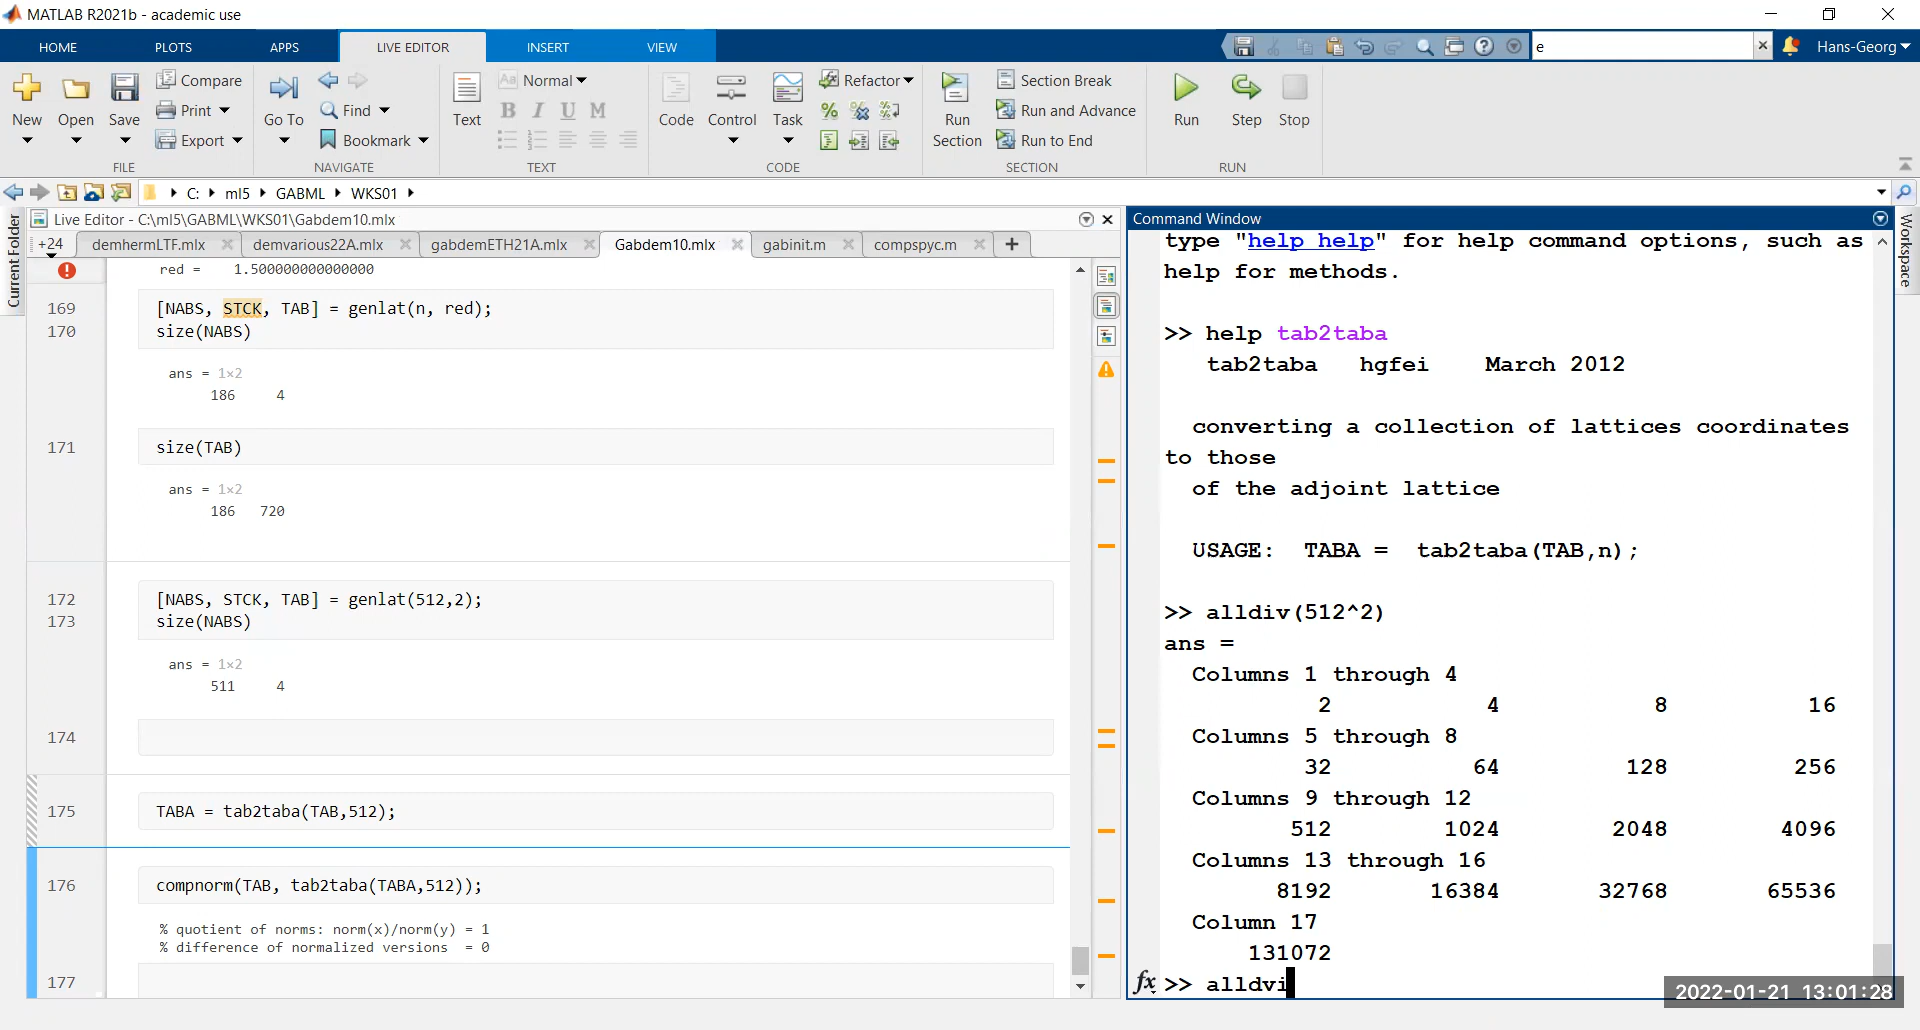 MATLAB R2021b - academic use
HOME PLOTS APPS LIVE EDITOR INSERT VIEW e Hans-Georg
New Open Save Compare Print Export
FILE
Go To Find Bookmark
NAVIGATE
Text Aa Normal B I U M
TEXT
Code Control Task Refactor
CODE
Run Section Section Break
Run and Advance
Run to End
SECTION
Run Step Stop
RUN
C: ml5 GABML WKS01
Current Folder
Live Editor - C:\ml5\GABML\WKS01\Gabdem10.mlx
+24 demhermLTF.mlx demvarious22A.mlx gabdemETH21A.mlx Gabdem10.mlx gabinit.m compspyc.m +
red = 1.500000000000000
169 [NABS, STCK, TAB] = genlat(n, red);
170 size(NABS)
ans = 1×2
186 4
171 size(TAB)
ans = 1×2
186 720
172 [NABS, STCK, TAB] = genlat(512,2);
173 size(NABS)
ans = 1×2
511 4
174
175 TABA = tab2taba(TAB,512);
176 compnorm(TAB, tab2taba(TABA,512));
% quotient of norms: norm(x)/norm(y) = 1
% difference of normalized versions = 0
177
Command Window
Workspace
type "help help" for help command options, such as
help for methods.
>> help tab2taba
tab2taba hgfei March 2012
converting a collection of lattices coordinates
to those
of the adjoint lattice
USAGE: TABA = tab2taba(TAB,n);
>> alldiv(512^2)
ans =
Columns 1 through 4
2 4 8 16
Columns 5 through 8
32 64 128 256
Columns 9 through 12
512 1024 2048 4096
Columns 13 through 16
8192 16384 32768 65536
Column 17
131072
fx >> alldvi
2022-01-21 13:01:28